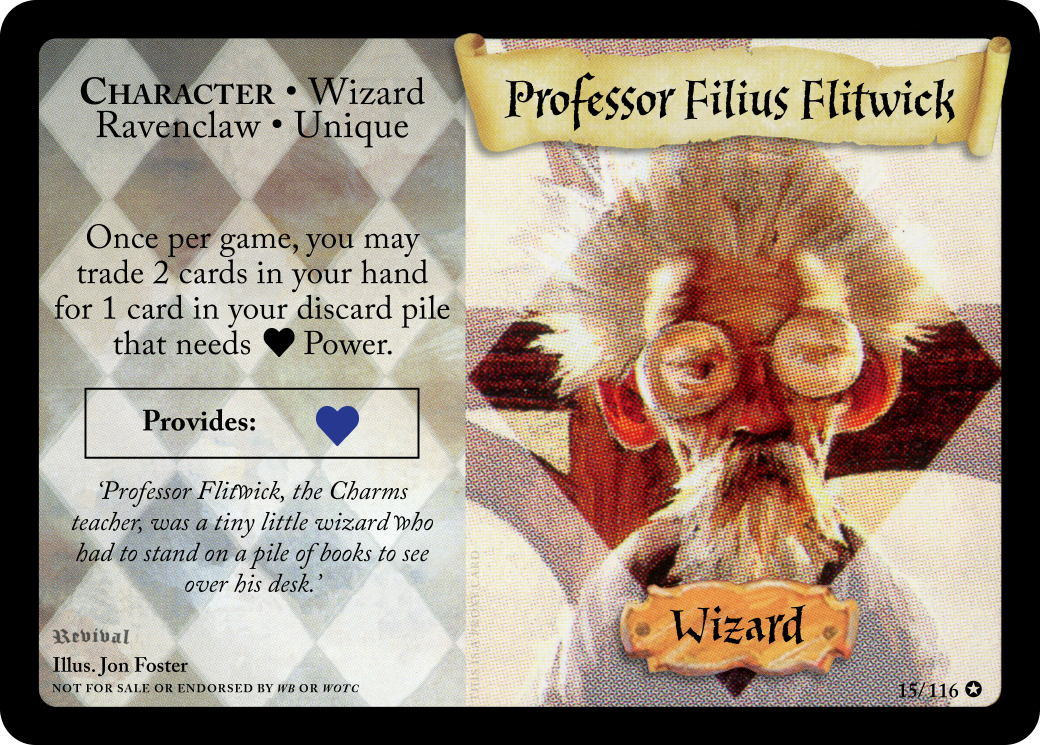 CHARACTER • Wizard
Ravenclaw • Unique
Professor Filius Flitwick
Once per game, you may
trade 2 cards in your hand
for 1 card in your discard pile
that needs ♥ Power.
Provides: ♥
‘Professor Flitwick, the Charms
teacher, was a tiny little wizard who
had to stand on a pile of books to see
over his desk.’
Revival
Illus. Jon Foster
NOT FOR SALE OR ENDORSED BY WB OR WOTC
Wizard
15/116 ✪